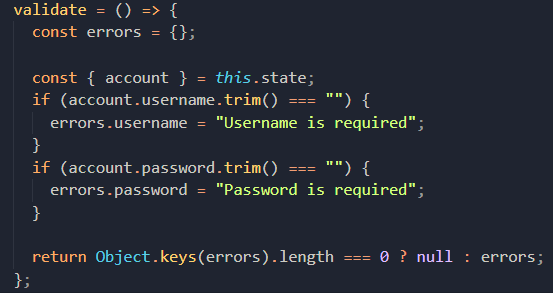 validate = () => {
  const errors = {};

  const { account } = this.state;
  if (account.username.trim() === "") {
    errors.username = "Username is required";
  }
  if (account.password.trim() === "") {
    errors.password = "Password is required";
  }

  return Object.keys(errors).length === 0 ? null : errors;
};